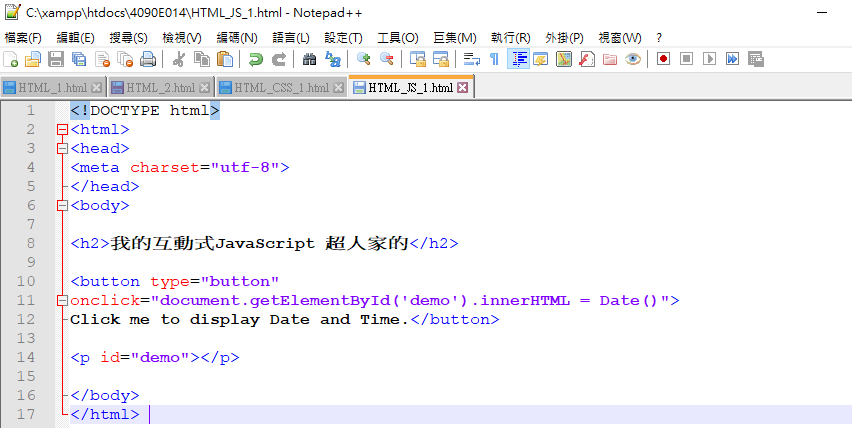 C:\xampp\htdocs\4090E014\HTML_JS_1.html - Notepad++
檔案(F) 編輯(E) 搜尋(S) 檢視(V) 編碼(N) 語言(L) 設定(T) 工具(O) 巨集(M) 執行(R) 外掛(P) 視窗(W) ?
HTML_1.html HTML_2.html HTML_CSS_1.html HTML_JS_1.html
1 <!DOCTYPE html>
2 <html>
3 <head>
4 <meta charset="utf-8">
5 </head>
6 <body>
7
8 <h2>我的互動式JavaScript 超人家的</h2>
9
10 <button type="button"
11 onclick="document.getElementById('demo').innerHTML = Date()">
12 Click me to display Date and Time.</button>
13
14 <p id="demo"></p>
15
16 </body>
17 </html>